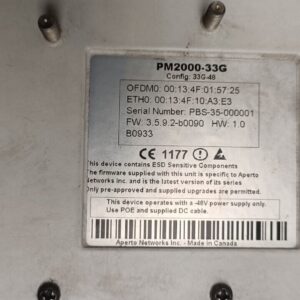 PM2000-33G
Config: 33G-48
OFDM0: 00:13:4F:01:57:25
ETH0: 00:13:4F:10:A3:E3
Serial Number: PBS-35-000001
FW: 3.5.9.2-b0090 HW: 1.0
B0933
CE 1177 !
This device contains ESD Sensitive Components
The firmware supplied with this unit is specific to Aperto
Networks Inc. and is the latest version of its series
Only pre-approved and supplied upgrades are permitted.
This device operates with a -48V power supply only.
Use POE and supplied DC cable.
Aperto Networks Inc. - Made in Canada